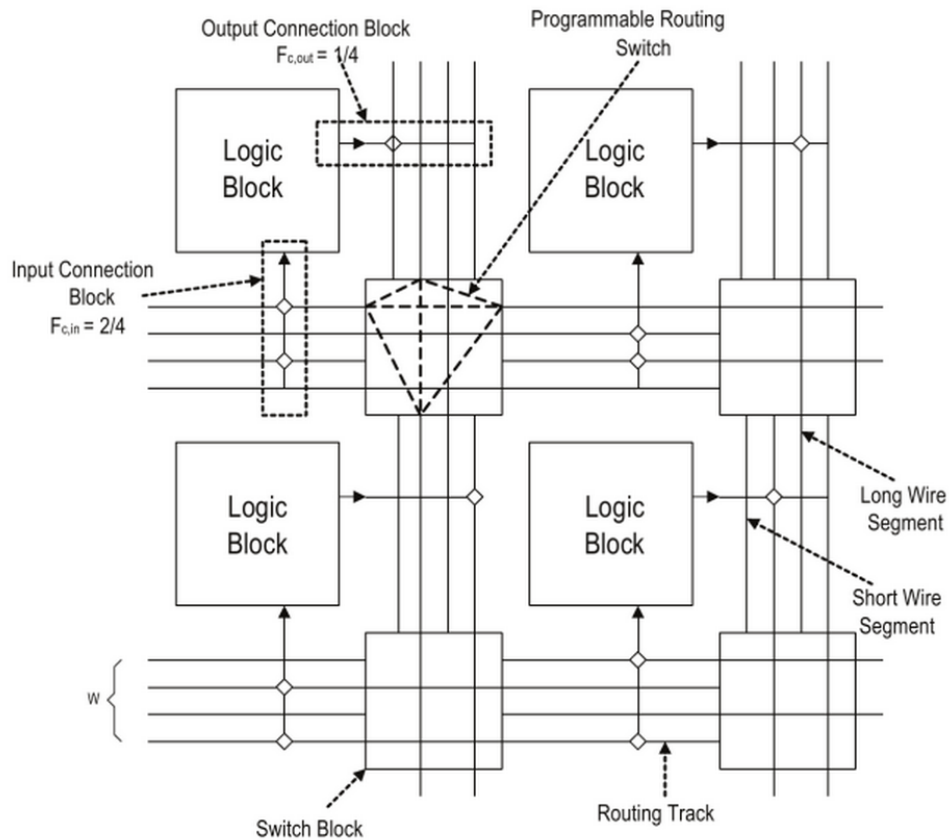 Output Connection Block
Fc,out = 1/4
Programmable Routing
Switch
Logic
Block
Logic
Block
Input Connection
Block
Fc,in = 2/4
Logic
Block
Logic
Block
Long Wire
Segment
Short Wire
Segment
W
Routing Track
Switch Block